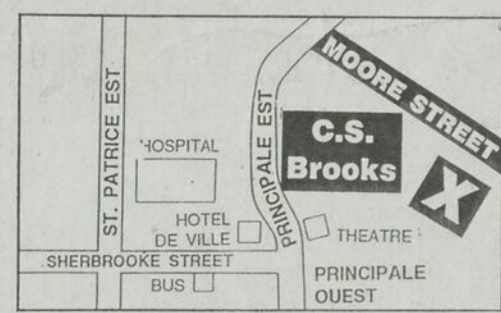 MOORE STREET
ST. PATRICE EST
PRINCIPALE EST
C.S.
Brooks
HOSPITAL
X
HOTEL
DE VILLE
THEATRE
SHERBROOKE STREET
BUS
PRINCIPALE
OUEST